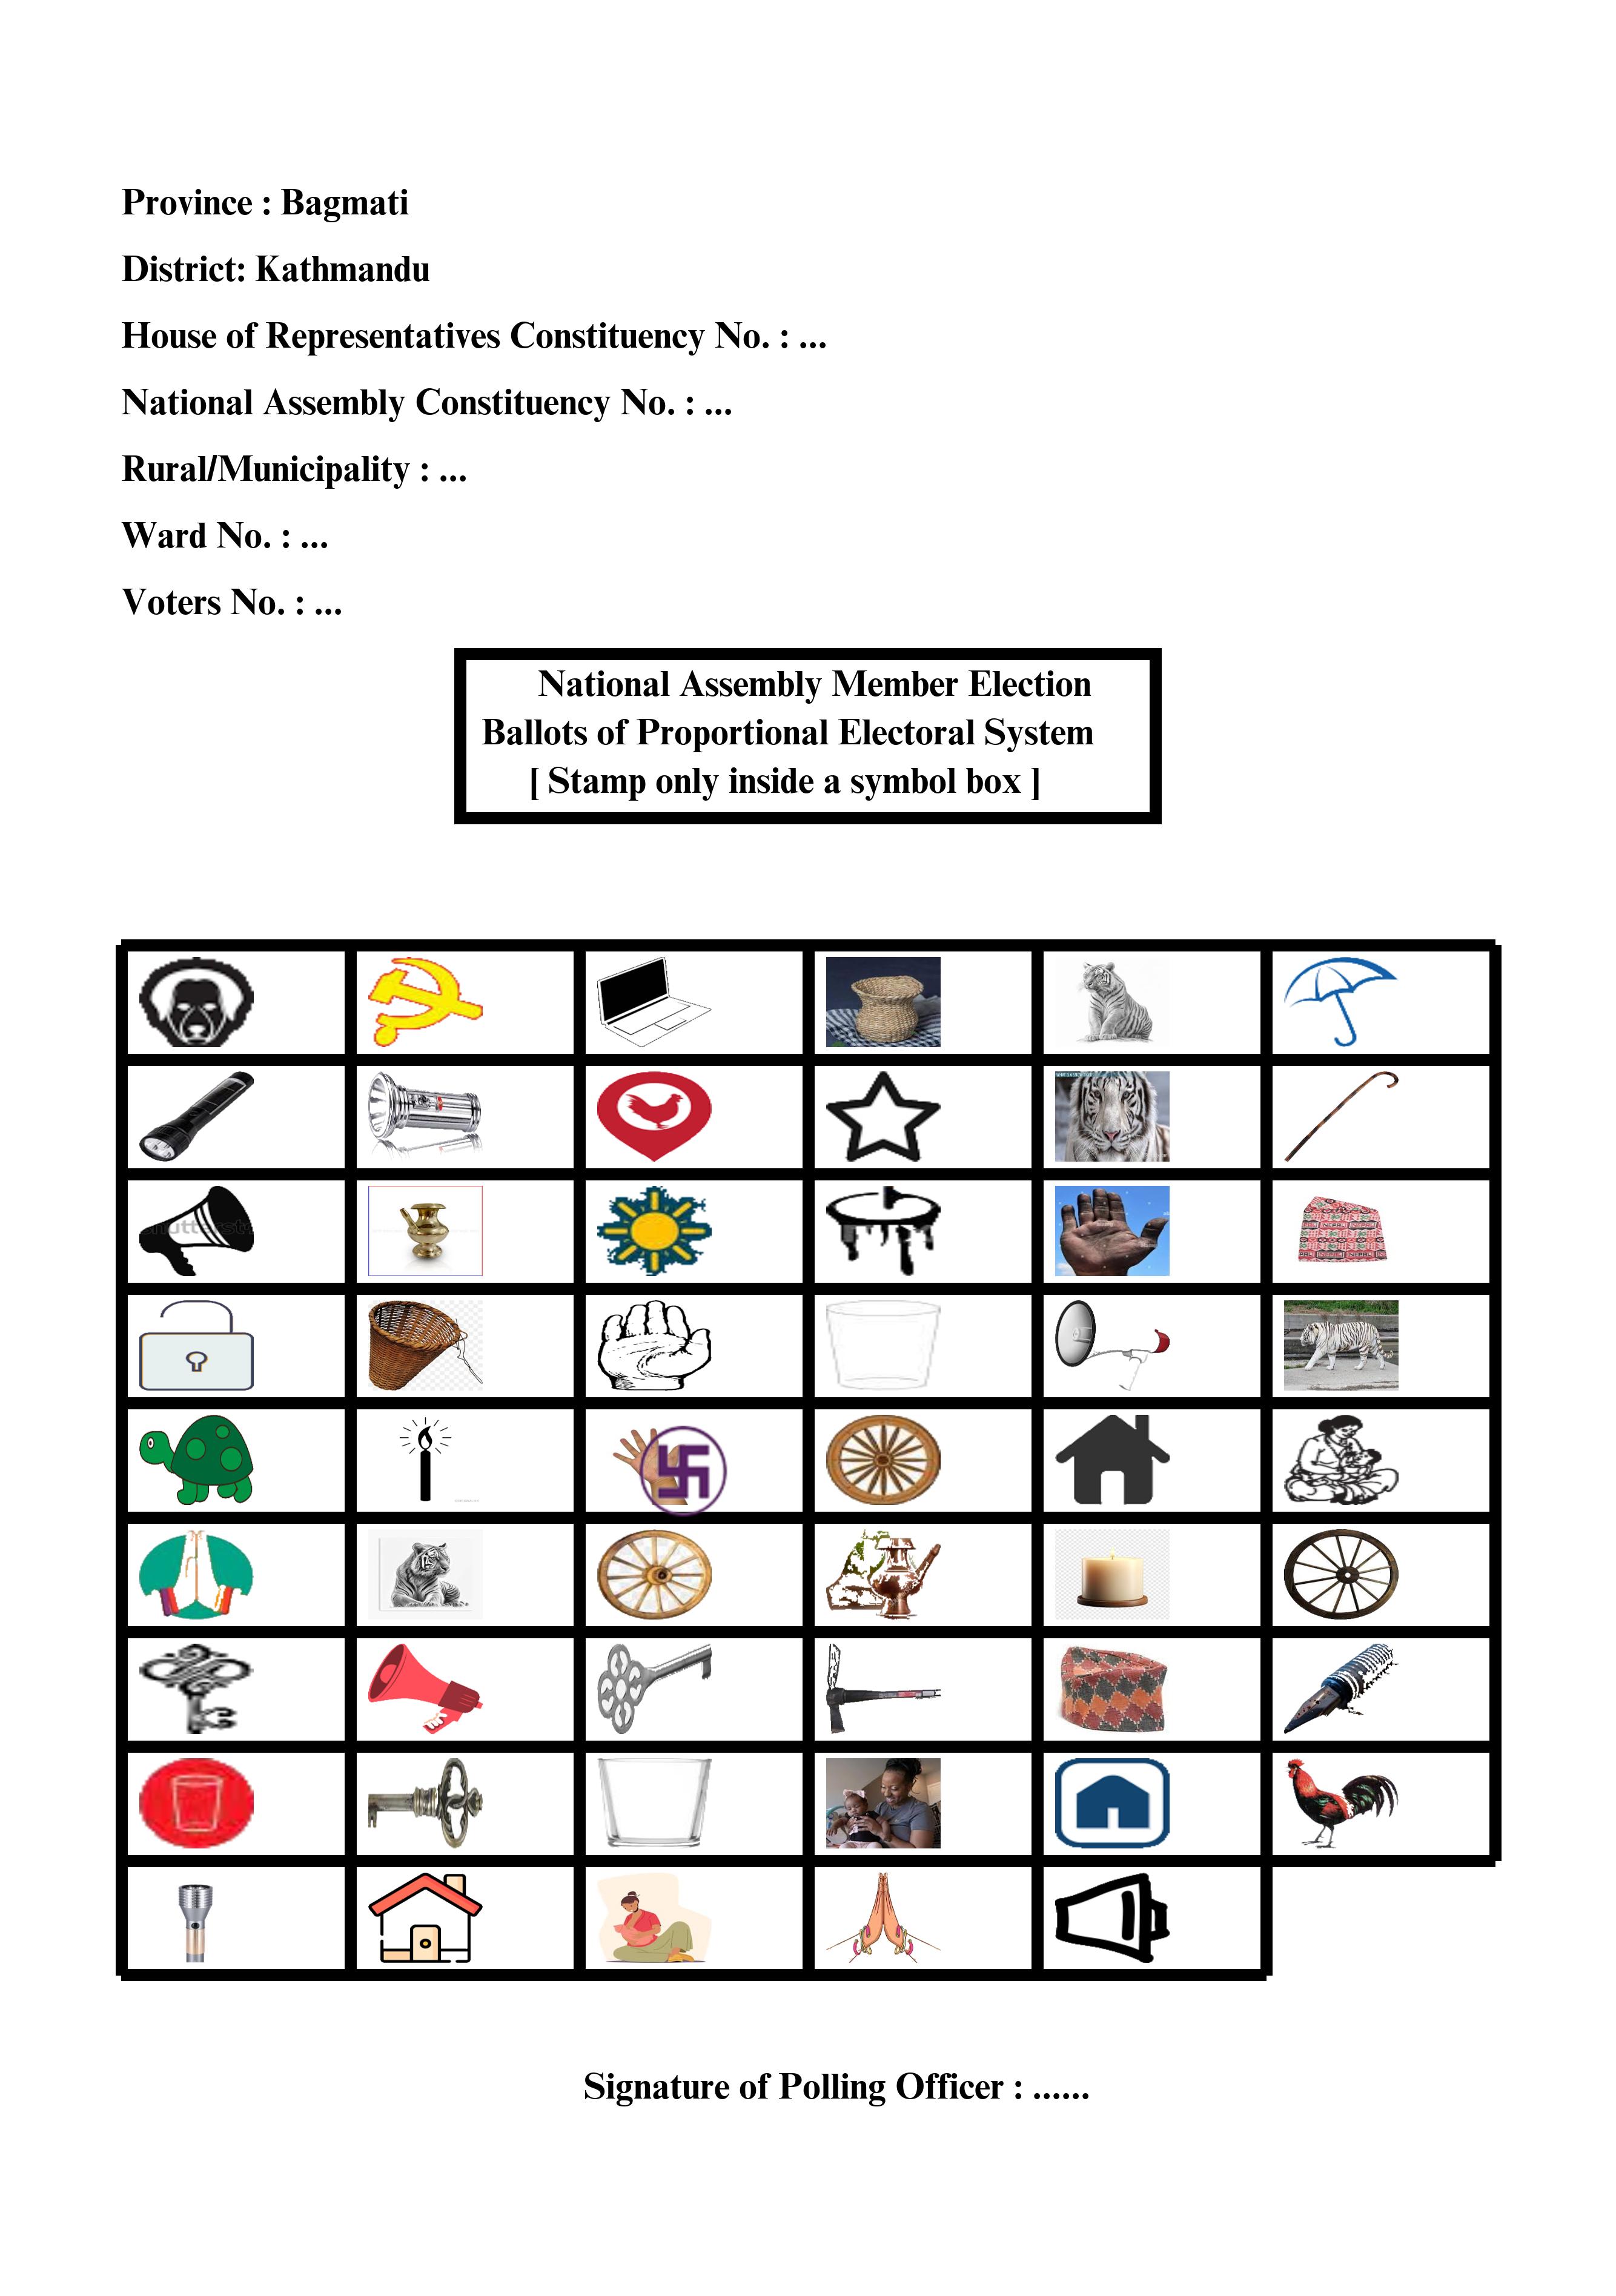 Province : Bagmati
District: Kathmandu
House of Representatives Constituency No. : ...
National Assembly Constituency No. : ...
Rural/Municipality : ...
Ward No. : ...
Voters No. : ...
National Assembly Member Election
Ballots of Proportional Electoral System
[ Stamp only inside a symbol box ]
Signature of Polling Officer : ......